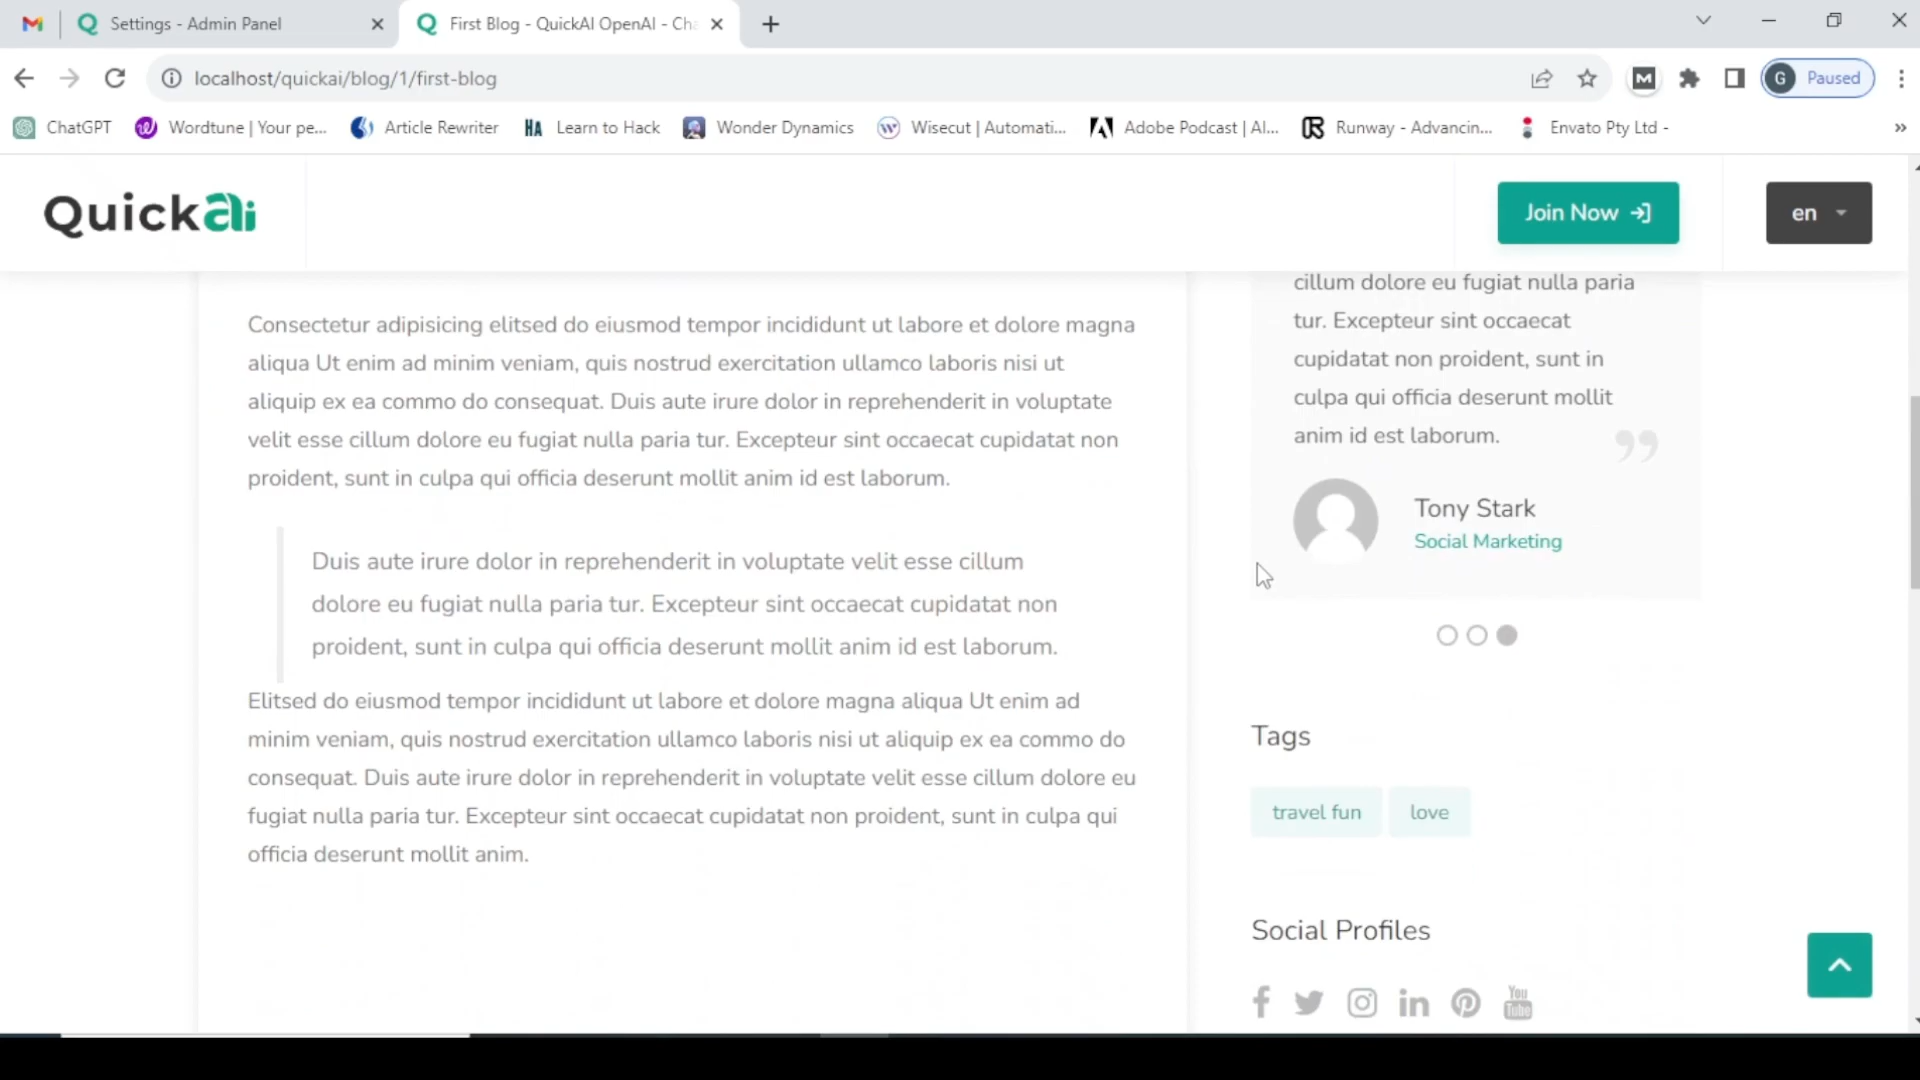 Settings - Admin Panel
First Blog - QuickAI OpenAI - Cha
localhost/quickai/blog/1/first-blog
G Paused
ChatGPT
Wordtune | Your pe...
Article Rewriter
HA Learn to Hack
Wonder Dynamics
Wisecut | Automati...
Adobe Podcast | AI...
Runway - Advancin...
Envato Pty Ltd -
»
Quickai
Join Now
en
Consectetur adipisicing elitsed do eiusmod tempor incididunt ut labore et dolore magna
aliqua Ut enim ad minim veniam, quis nostrud exercitation ullamco laboris nisi ut
aliquip ex ea commo do consequat. Duis aute irure dolor in reprehenderit in voluptate
velit esse cillum dolore eu fugiat nulla paria tur. Excepteur sint occaecat cupidatat non
proident, sunt in culpa qui officia deserunt mollit anim id est laborum.
Duis aute irure dolor in reprehenderit in voluptate velit esse cillum
dolore eu fugiat nulla paria tur. Excepteur sint occaecat cupidatat non
proident, sunt in culpa qui officia deserunt mollit anim id est laborum.
Elitsed do eiusmod tempor incididunt ut labore et dolore magna aliqua Ut enim ad
minim veniam, quis nostrud exercitation ullamco laboris nisi ut aliquip ex ea commo do
consequat. Duis aute irure dolor in reprehenderit in voluptate velit esse cillum dolore eu
fugiat nulla paria tur. Excepteur sint occaecat cupidatat non proident, sunt in culpa qui
officia deserunt mollit anim.
cillum dolore eu fugiat nulla paria
tur. Excepteur sint occaecat
cupidatat non proident, sunt in
culpa qui officia deserunt mollit
anim id est laborum.
”
Tony Stark
Social Marketing
Tags
travel fun
love
Social Profiles
You Tube